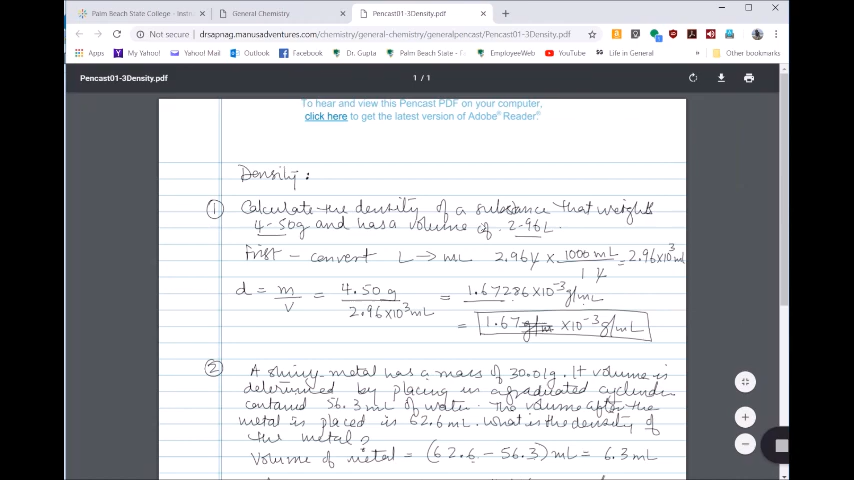 Palm Beach State College - Instr
General Chemistry
Pencast01-3Density.pdf
Not secure | drsapnag.manusadventures.com/chemistry/general-chemistry/generalpencast/Pencast01-3Density.pdf
Apps My Yahoo! Yahoo Mail Outlook Facebook Dr. Gupta Palm Beach State - F. EmployeeWeb YouTube Life in General Other bookmarks
Pencast01-3Density.pdf 1 / 1
To hear and view this Pencast PDF on your computer,
click here to get the latest version of Adobe® Reader.®
Density :
① Calculate the density of a substance that weighs
4.50g and has a volume of 2.96L.
First - convert L → mL 2.96L × 1000 mL / 1 L = 2.96×10³ mL
d = m / V = 4.50 g / 2.96×10³ mL = 1.67286×10⁻³ g/mL
= 1.67 ×10⁻³ g/mL
② A shiny metal has a mass of 30.01g. It volume is
determined by placing in a graduated cylinder
contained 56.3 mL of water. The volume after the
metal is placed is 62.6 mL. What is the density of
the metal?
Volume of metal = (62.6 - 56.3) mL = 6.3 mL